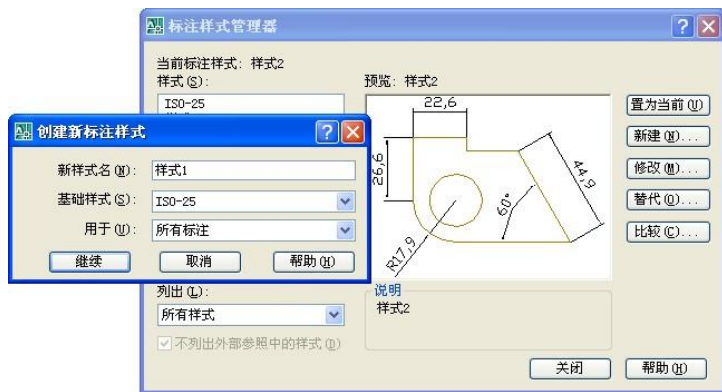 标注样式管理器
当前标注样式: 样式2
样式(S):
预览: 样式2
ISO-25
22,6
26,6
44,9
60°
R17,9
置为当前(U)
新建(N)...
修改(M)...
替代(O)...
比较(C)...
创建新标注样式
新样式名(N): 样式1
基础样式(S): ISO-25
用于(U): 所有标注
继续 取消 帮助(H)
列出(L):
所有样式
不列出外部参照中的样式(D)
说明
样式2
关闭 帮助(H)